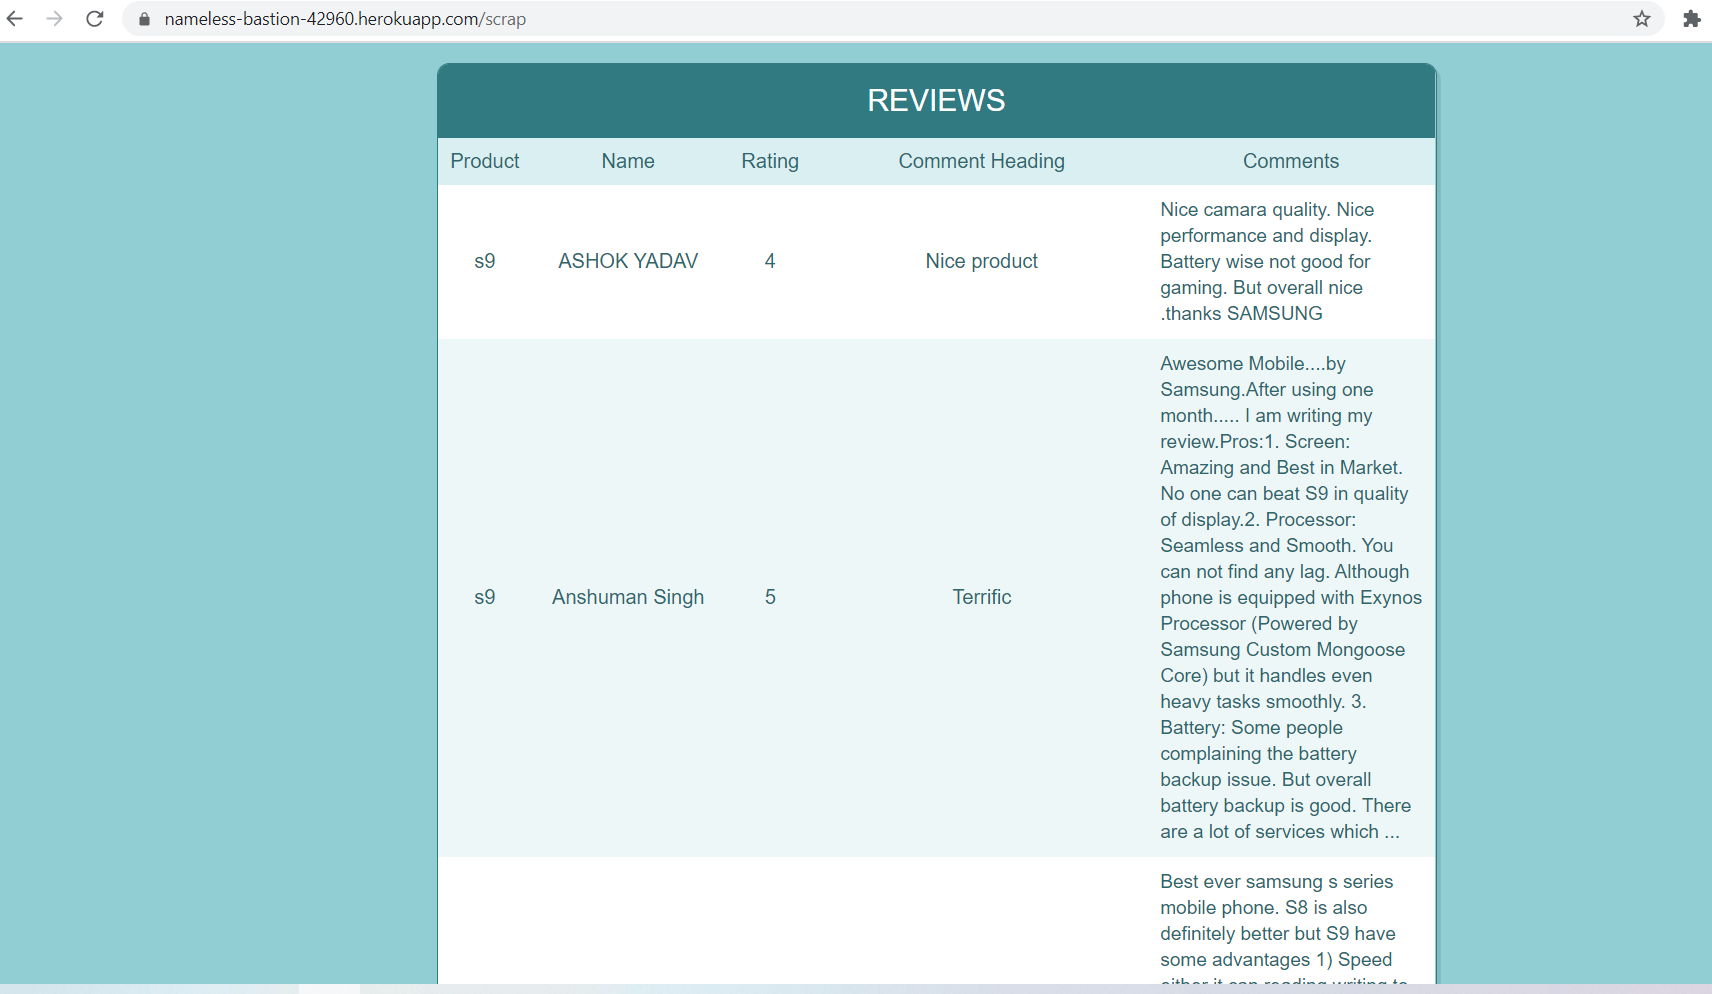 nameless-bastion-42960.herokuapp.com/scrap
REVIEWS
Product Name Rating Comment Heading Comments
s9 ASHOK YADAV 4 Nice product
Nice camara quality. Nice
performance and display.
Battery wise not good for
gaming. But overall nice
.thanks SAMSUNG
s9 Anshuman Singh 5 Terrific
Awesome Mobile....by
Samsung.After using one
month..... I am writing my
review.Pros:1. Screen:
Amazing and Best in Market.
No one can beat S9 in quality
of display.2. Processor:
Seamless and Smooth. You
can not find any lag. Although
phone is equipped with Exynos
Processor (Powered by
Samsung Custom Mongoose
Core) but it handles even
heavy tasks smoothly. 3.
Battery: Some people
complaining the battery
backup issue. But overall
battery backup is good. There
are a lot of services which ...
Best ever samsung s series
mobile phone. S8 is also
definitely better but S9 have
some advantages 1) Speed
either it can reading writing to